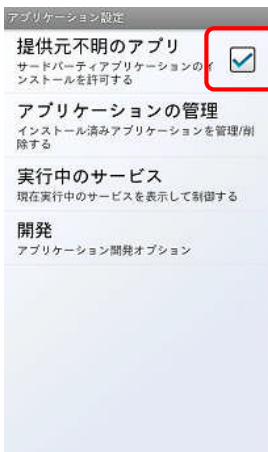 アプリケーション設定
提供元不明のアプリ
サードパーティアプリケーションのイ
ンストールを許可する
アプリケーションの管理
インストール済みアプリケーションを管理/削
除する
実行中のサービス
現在実行中のサービスを表示して制御する
開発
アプリケーション開発オプション